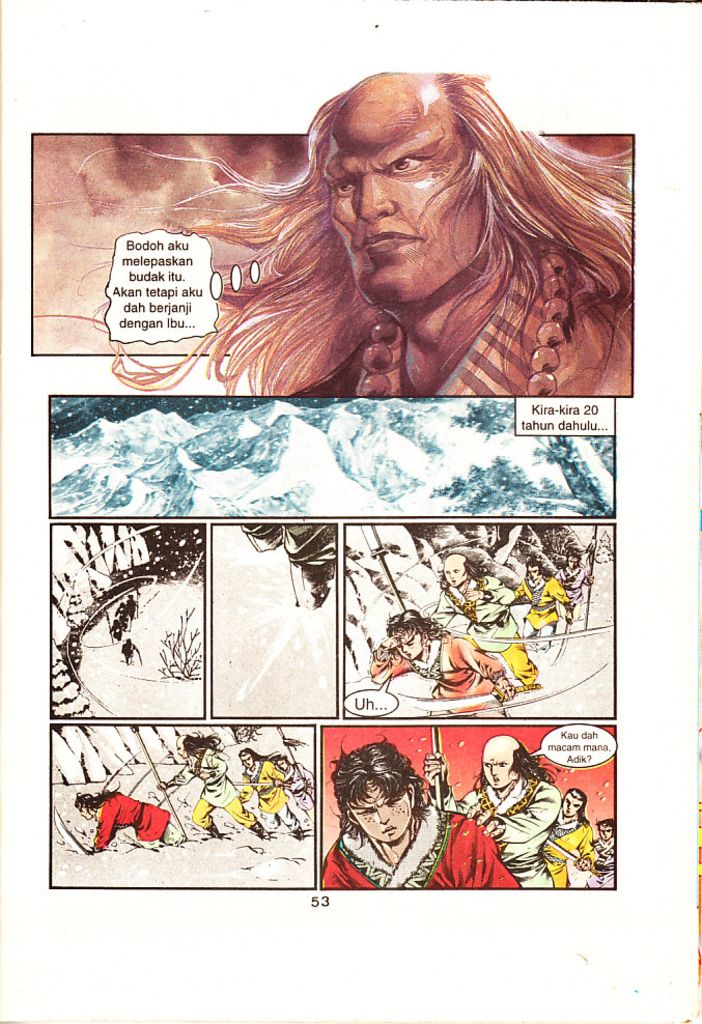 Bodoh aku
melepaskan
budak itu.
Akan tetapi aku
dah berjanji
dengan Ibu...
Kira-kira 20
tahun dahulu...
Uh...
Kau dah
macam mana,
Adik?
53